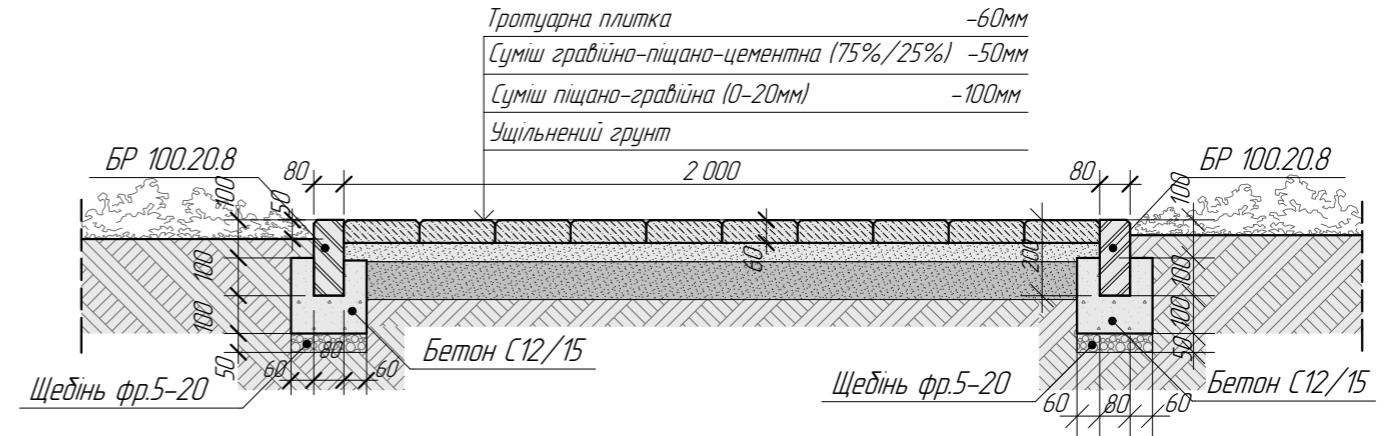 Тротуарна плитка -60мм
Суміш гравійно-піщано-цементна (75%/25%) -50мм
Суміш піщано-гравійна (0-20мм) -100мм
Ущільнений грунт
БР 100.20.8
80
2 000
80
БР 100.20.8
100
50
100
60
200
100
100
100
100
50
50
80
60
60
Бетон С12/15
Щебінь фр.5-20
Щебінь фр.5-20
Бетон С12/15
60
80
60